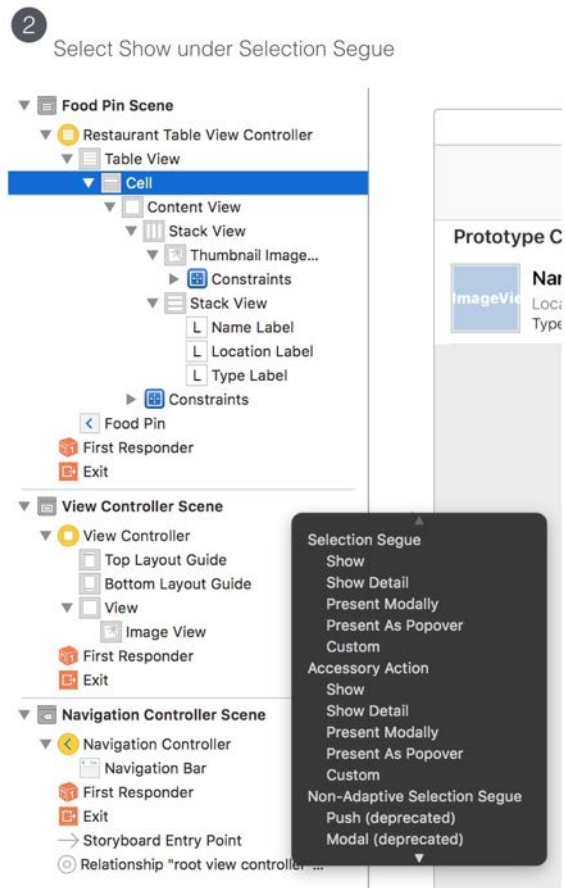 2
Select Show under Selection Segue
Food Pin Scene
Restaurant Table View Controller
Table View
Cell
Content View
Stack View
Thumbnail Image...
Constraints
Stack View
L Name Label
L Location Label
L Type Label
Constraints
Food Pin
First Responder
Exit
View Controller Scene
View Controller
Top Layout Guide
Bottom Layout Guide
View
Image View
First Responder
Exit
Navigation Controller Scene
Navigation Controller
Navigation Bar
First Responder
Exit
Storyboard Entry Point
Relationship "root view controller"...
Prototype C
ImageVie
Nar
Loca
Type
Selection Segue
Show
Show Detail
Present Modally
Present As Popover
Custom
Accessory Action
Show
Show Detail
Present Modally
Present As Popover
Custom
Non-Adaptive Selection Segue
Push (deprecated)
Modal (deprecated)